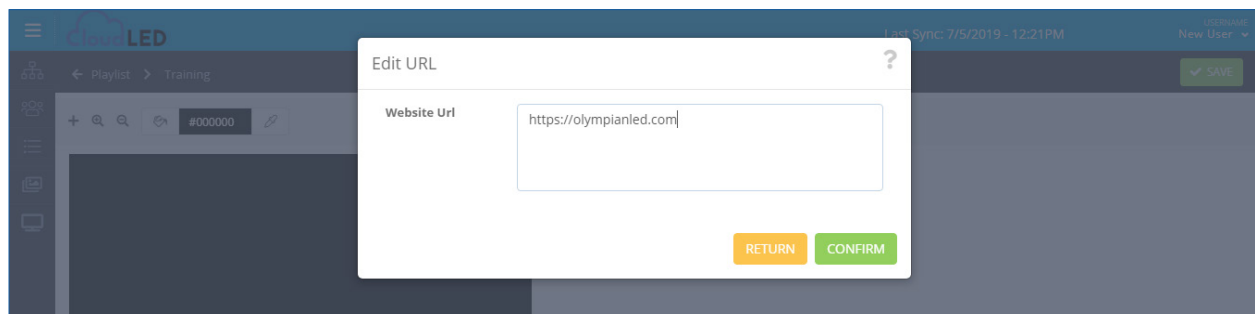 CloudLED
Last Sync: 7/5/2019 - 12:21PM
USERNAME
New User
Edit URL
?
← Playlist > Training
SAVE
Website Url
https://olympianled.com
#000000
RETURN
CONFIRM